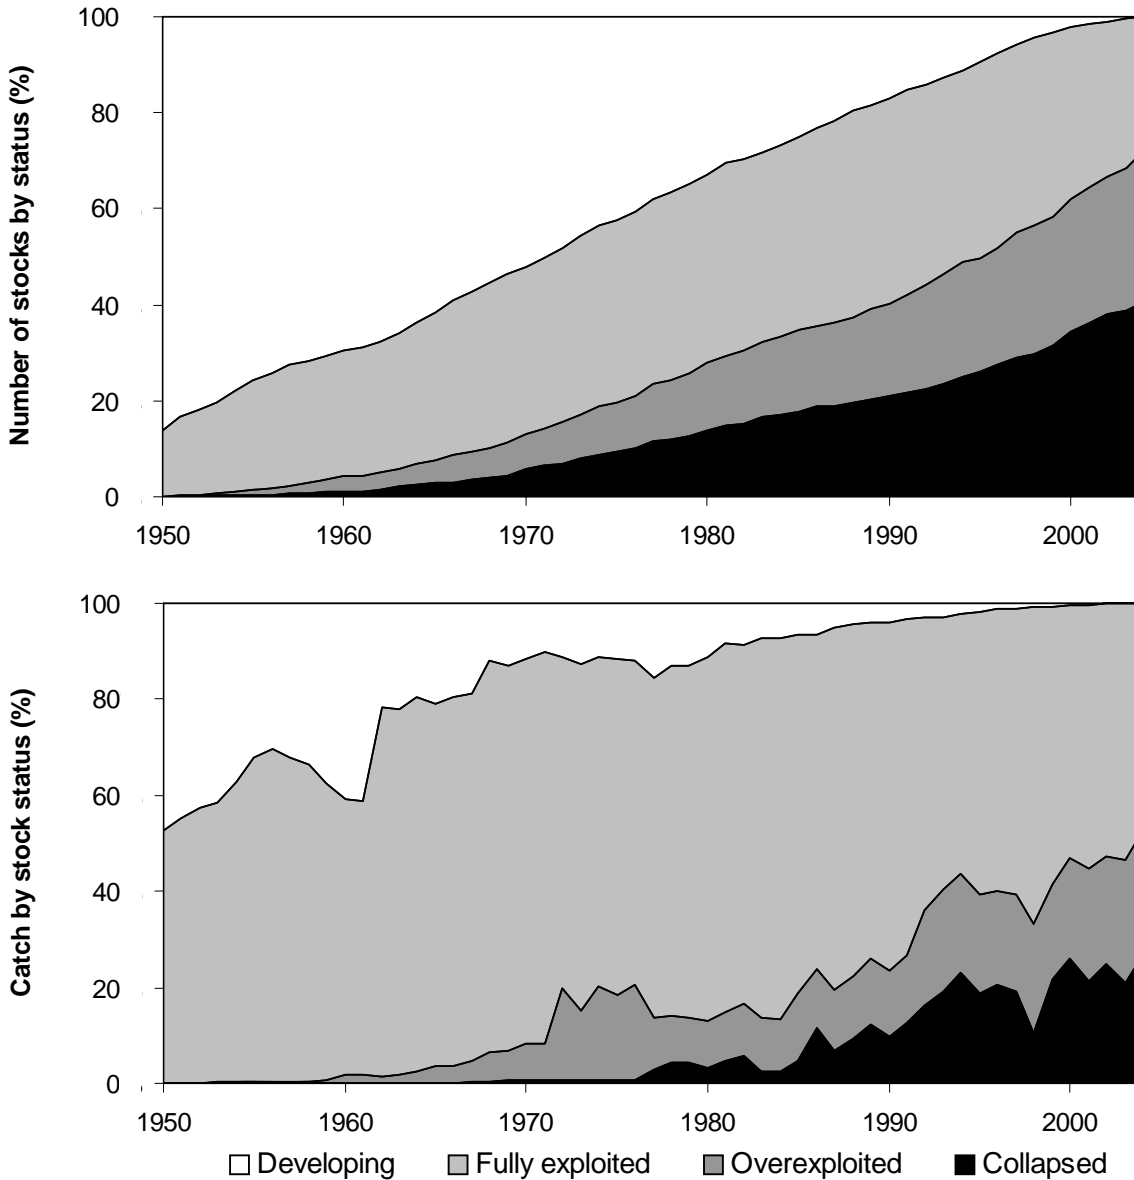 Number of stocks by status (%)
100
80
60
40
20
0
1950 1960 1970 1980 1990 2000
Catch by stock status (%)
100
80
60
40
20
0
1950 1960 1970 1980 1990 2000
Developing Fully exploited Overexploited Collapsed